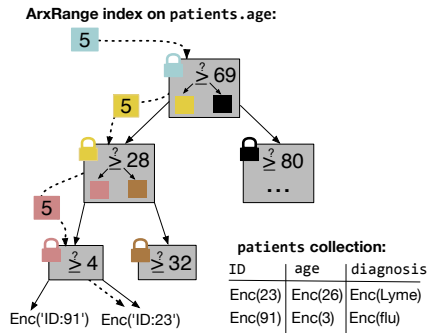 ArxRange index on patients.age:
5
≥? 69
5
≥? 28
≥? 80
...
5
≥? 4
≥? 32
Enc('ID:91') Enc('ID:23')
patients collection:
ID age diagnosis
Enc(23) Enc(26) Enc(Lyme)
Enc(91) Enc(3) Enc(flu)